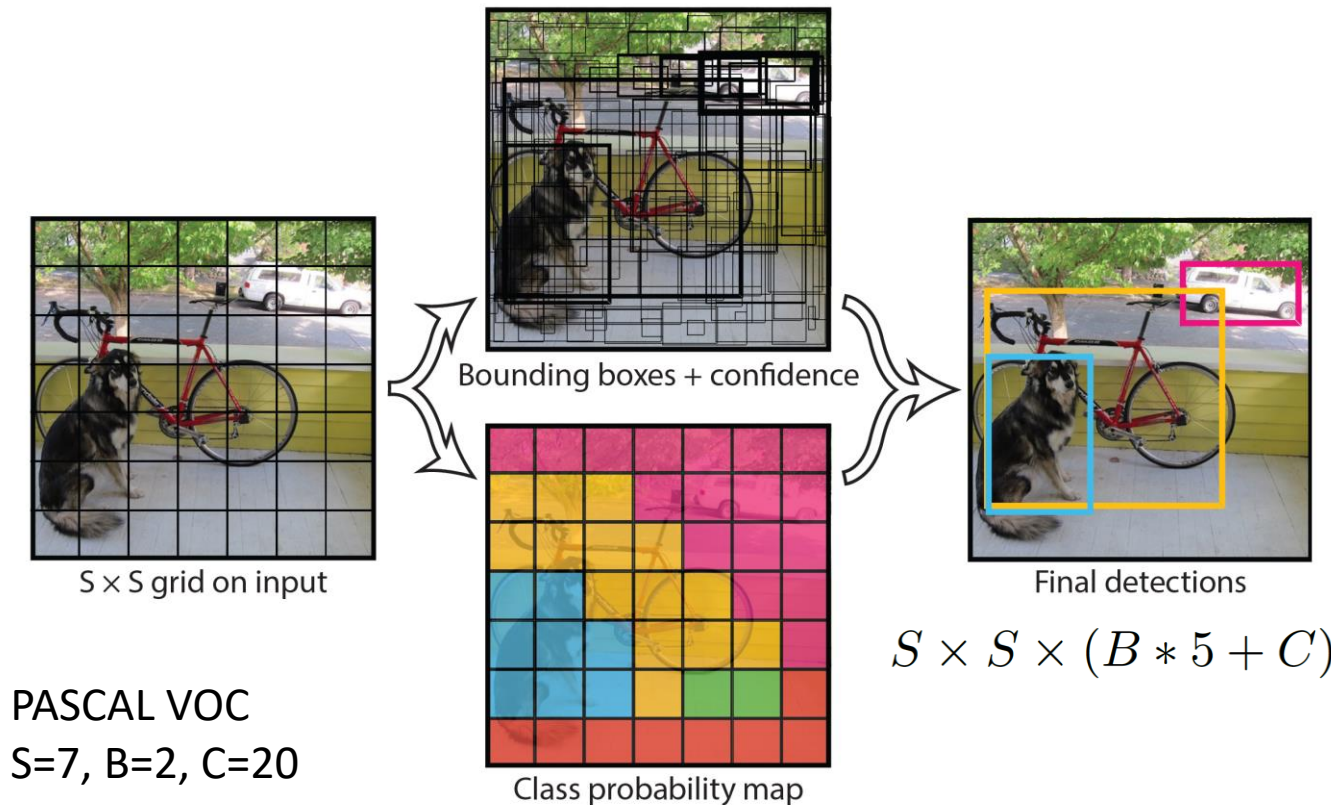 S × S grid on input
Bounding boxes + confidence
Class probability map
Final detections
S × S × (B ∗ 5 + C)
PASCAL VOC
S=7, B=2, C=20